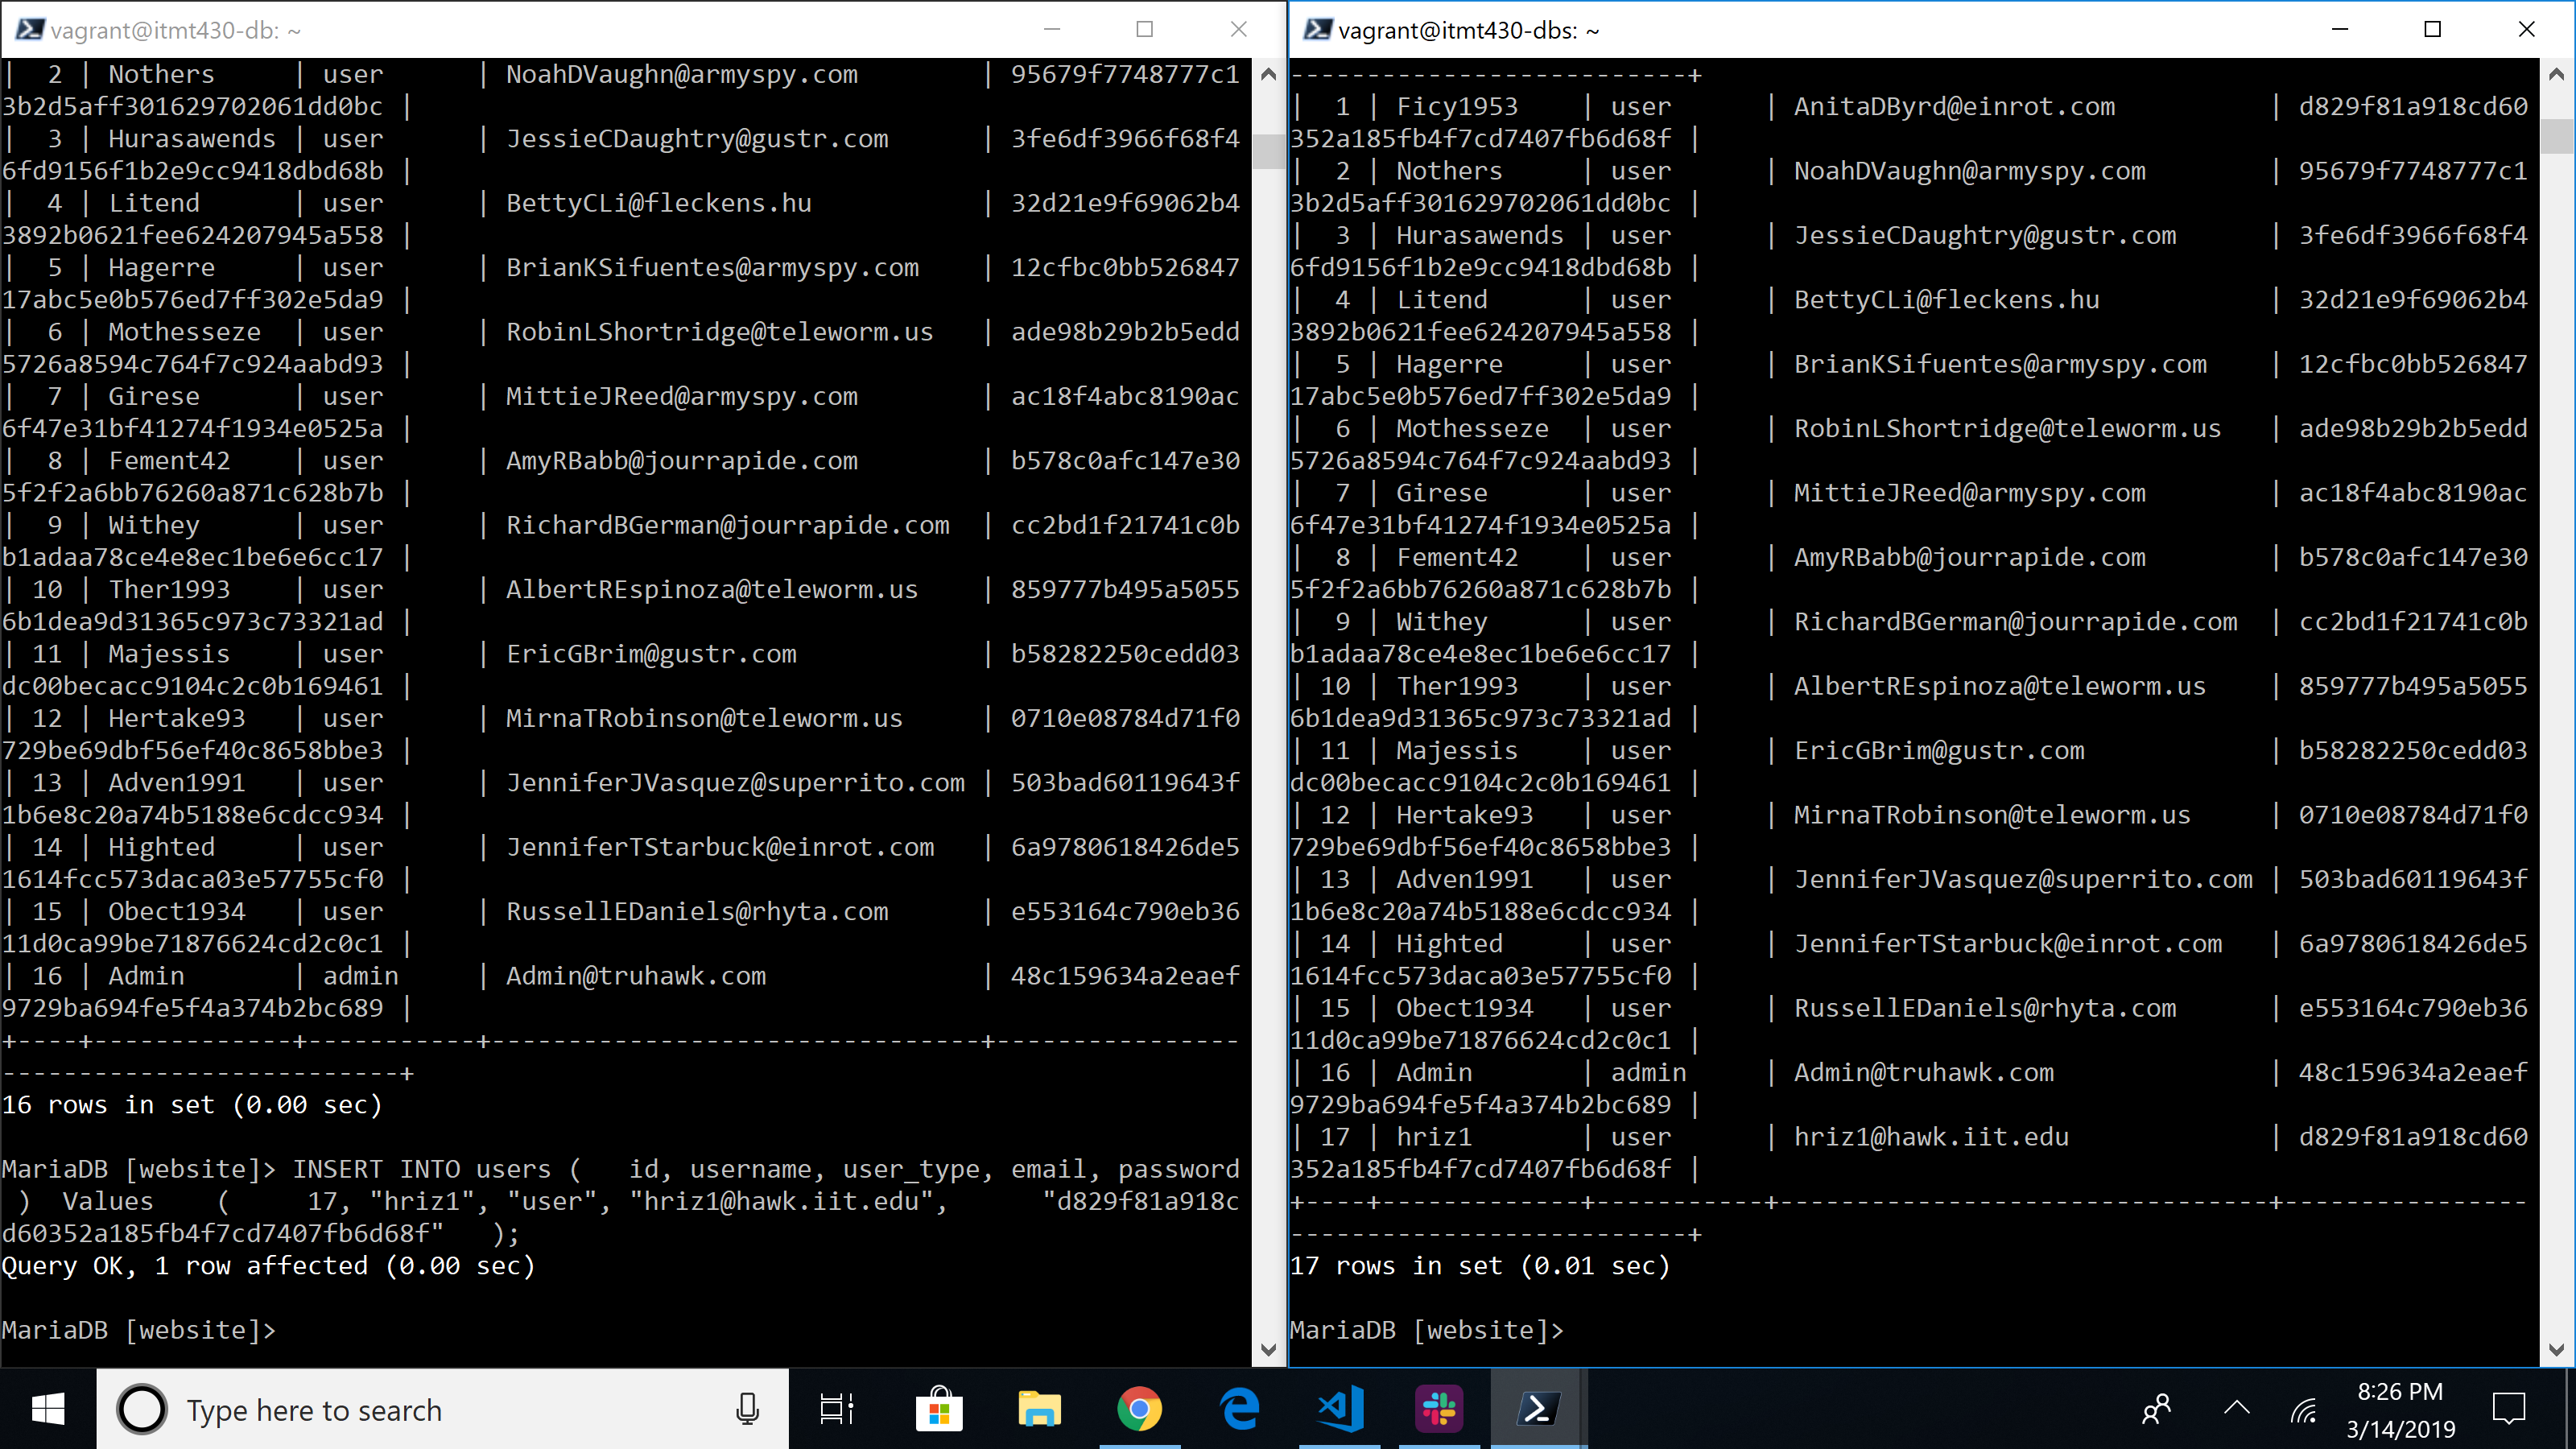 vagrant@itmt430-db: ~
|  2 | Nothers     | user      | NoahDVaughn@armyspy.com        | 95679f7748777c1
3b2d5aff301629702061dd0bc |
|  3 | Hurasawends | user      | JessieCDaughtry@gustr.com      | 3fe6df3966f68f4
6fd9156f1b2e9cc9418dbd68b |
|  4 | Litend      | user      | BettyCLi@fleckens.hu           | 32d21e9f69062b4
3892b0621fee624207945a558 |
|  5 | Hagerre     | user      | BrianKSifuentes@armyspy.com    | 12cfbc0bb526847
17abc5e0b576ed7ff302e5da9 |
|  6 | Mothesseze  | user      | RobinLShortridge@teleworm.us   | ade98b29b2b5edd
5726a8594c764f7c924aabd93 |
|  7 | Girese      | user      | MittieJReed@armyspy.com        | ac18f4abc8190ac
6f47e31bf41274f1934e0525a |
|  8 | Fement42    | user      | AmyRBabb@jourrapide.com        | b578c0afc147e30
5f2f2a6bb76260a871c628b7b |
|  9 | Withey      | user      | RichardBGerman@jourrapide.com  | cc2bd1f21741c0b
b1adaa78ce4e8ec1be6e6cc17 |
| 10 | Ther1993    | user      | AlbertREspinoza@teleworm.us    | 859777b495a5055
6b1dea9d31365c973c73321ad |
| 11 | Majessis    | user      | EricGBrim@gustr.com            | b58282250cedd03
dc00becacc9104c2c0b169461 |
| 12 | Hertake93   | user      | MirnaTRobinson@teleworm.us     | 0710e08784d71f0
729be69dbf56ef40c8658bbe3 |
| 13 | Adven1991   | user      | JenniferJVasquez@superrito.com | 503bad60119643f
1b6e8c20a74b5188e6cdcc934 |
| 14 | Highted     | user      | JenniferTStarbuck@einrot.com   | 6a9780618426de5
1614fcc573daca03e57755cf0 |
| 15 | Obect1934   | user      | RussellEDaniels@rhyta.com      | e553164c790eb36
11d0ca99be71876624cd2c0c1 |
| 16 | Admin       | admin     | Admin@truhawk.com              | 48c159634a2eaef
9729ba694fe5f4a374b2bc689 |
+----+-------------+-----------+--------------------------------+----------------
--------------------------+
16 rows in set (0.00 sec)
MariaDB [website]> INSERT INTO users (   id, username, user_type, email, password
 )  Values    (     17, "hriz1", "user", "hriz1@hawk.iit.edu",      "d829f81a918c
d60352a185fb4f7cd7407fb6d68f"   );
Query OK, 1 row affected (0.00 sec)
MariaDB [website]>
vagrant@itmt430-dbs: ~
--------------------------+
|  1 | Ficy1953    | user      | AnitaDByrd@einrot.com          | d829f81a918cd60
352a185fb4f7cd7407fb6d68f |
|  2 | Nothers     | user      | NoahDVaughn@armyspy.com        | 95679f7748777c1
3b2d5aff301629702061dd0bc |
|  3 | Hurasawends | user      | JessieCDaughtry@gustr.com      | 3fe6df3966f68f4
6fd9156f1b2e9cc9418dbd68b |
|  4 | Litend      | user      | BettyCLi@fleckens.hu           | 32d21e9f69062b4
3892b0621fee624207945a558 |
|  5 | Hagerre     | user      | BrianKSifuentes@armyspy.com    | 12cfbc0bb526847
17abc5e0b576ed7ff302e5da9 |
|  6 | Mothesseze  | user      | RobinLShortridge@teleworm.us   | ade98b29b2b5edd
5726a8594c764f7c924aabd93 |
|  7 | Girese      | user      | MittieJReed@armyspy.com        | ac18f4abc8190ac
6f47e31bf41274f1934e0525a |
|  8 | Fement42    | user      | AmyRBabb@jourrapide.com        | b578c0afc147e30
5f2f2a6bb76260a871c628b7b |
|  9 | Withey      | user      | RichardBGerman@jourrapide.com  | cc2bd1f21741c0b
b1adaa78ce4e8ec1be6e6cc17 |
| 10 | Ther1993    | user      | AlbertREspinoza@teleworm.us    | 859777b495a5055
6b1dea9d31365c973c73321ad |
| 11 | Majessis    | user      | EricGBrim@gustr.com            | b58282250cedd03
dc00becacc9104c2c0b169461 |
| 12 | Hertake93   | user      | MirnaTRobinson@teleworm.us     | 0710e08784d71f0
729be69dbf56ef40c8658bbe3 |
| 13 | Adven1991   | user      | JenniferJVasquez@superrito.com | 503bad60119643f
1b6e8c20a74b5188e6cdcc934 |
| 14 | Highted     | user      | JenniferTStarbuck@einrot.com   | 6a9780618426de5
1614fcc573daca03e57755cf0 |
| 15 | Obect1934   | user      | RussellEDaniels@rhyta.com      | e553164c790eb36
11d0ca99be71876624cd2c0c1 |
| 16 | Admin       | admin     | Admin@truhawk.com              | 48c159634a2eaef
9729ba694fe5f4a374b2bc689 |
| 17 | hriz1       | user      | hriz1@hawk.iit.edu             | d829f81a918cd60
352a185fb4f7cd7407fb6d68f |
+----+-------------+-----------+--------------------------------+----------------
--------------------------+
17 rows in set (0.01 sec)
MariaDB [website]>
Type here to search
8:26 PM
3/14/2019